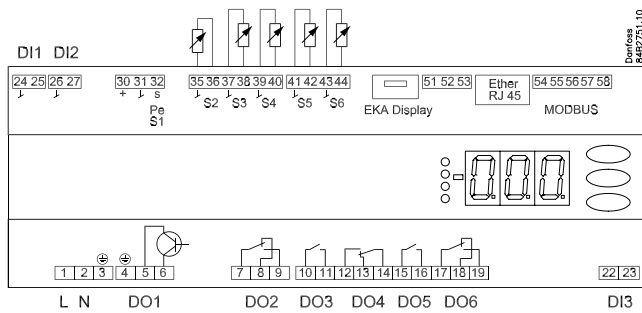 Danfoss
84B2751.10
DI1 DI2
24 25 26 27 30 31 32 35 36 37 38 39 40 41 42 43 44 51 52 53 Ether RJ 45 54 55 56 57 58
+ s
Pe
S1
S2 S3 S4 S5 S6
EKA Display
MODBUS
000
1 2 3 4 5 6 7 8 9 10 11 12 13 14 15 16 17 18 19 22 23
L N DO1 DO2 DO3 DO4 DO5 DO6 DI3